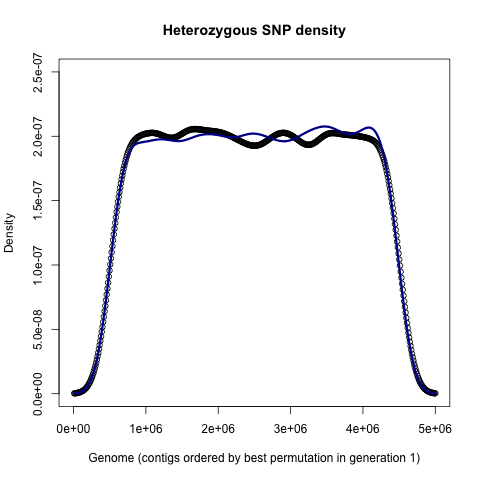 Heterozygous SNP density
Density
2.5e-07
2.0e-07
1.5e-07
1.0e-07
5.0e-08
0.0e+00
0e+00 1e+06 2e+06 3e+06 4e+06 5e+06
Genome (contigs ordered by best permutation in generation 1)